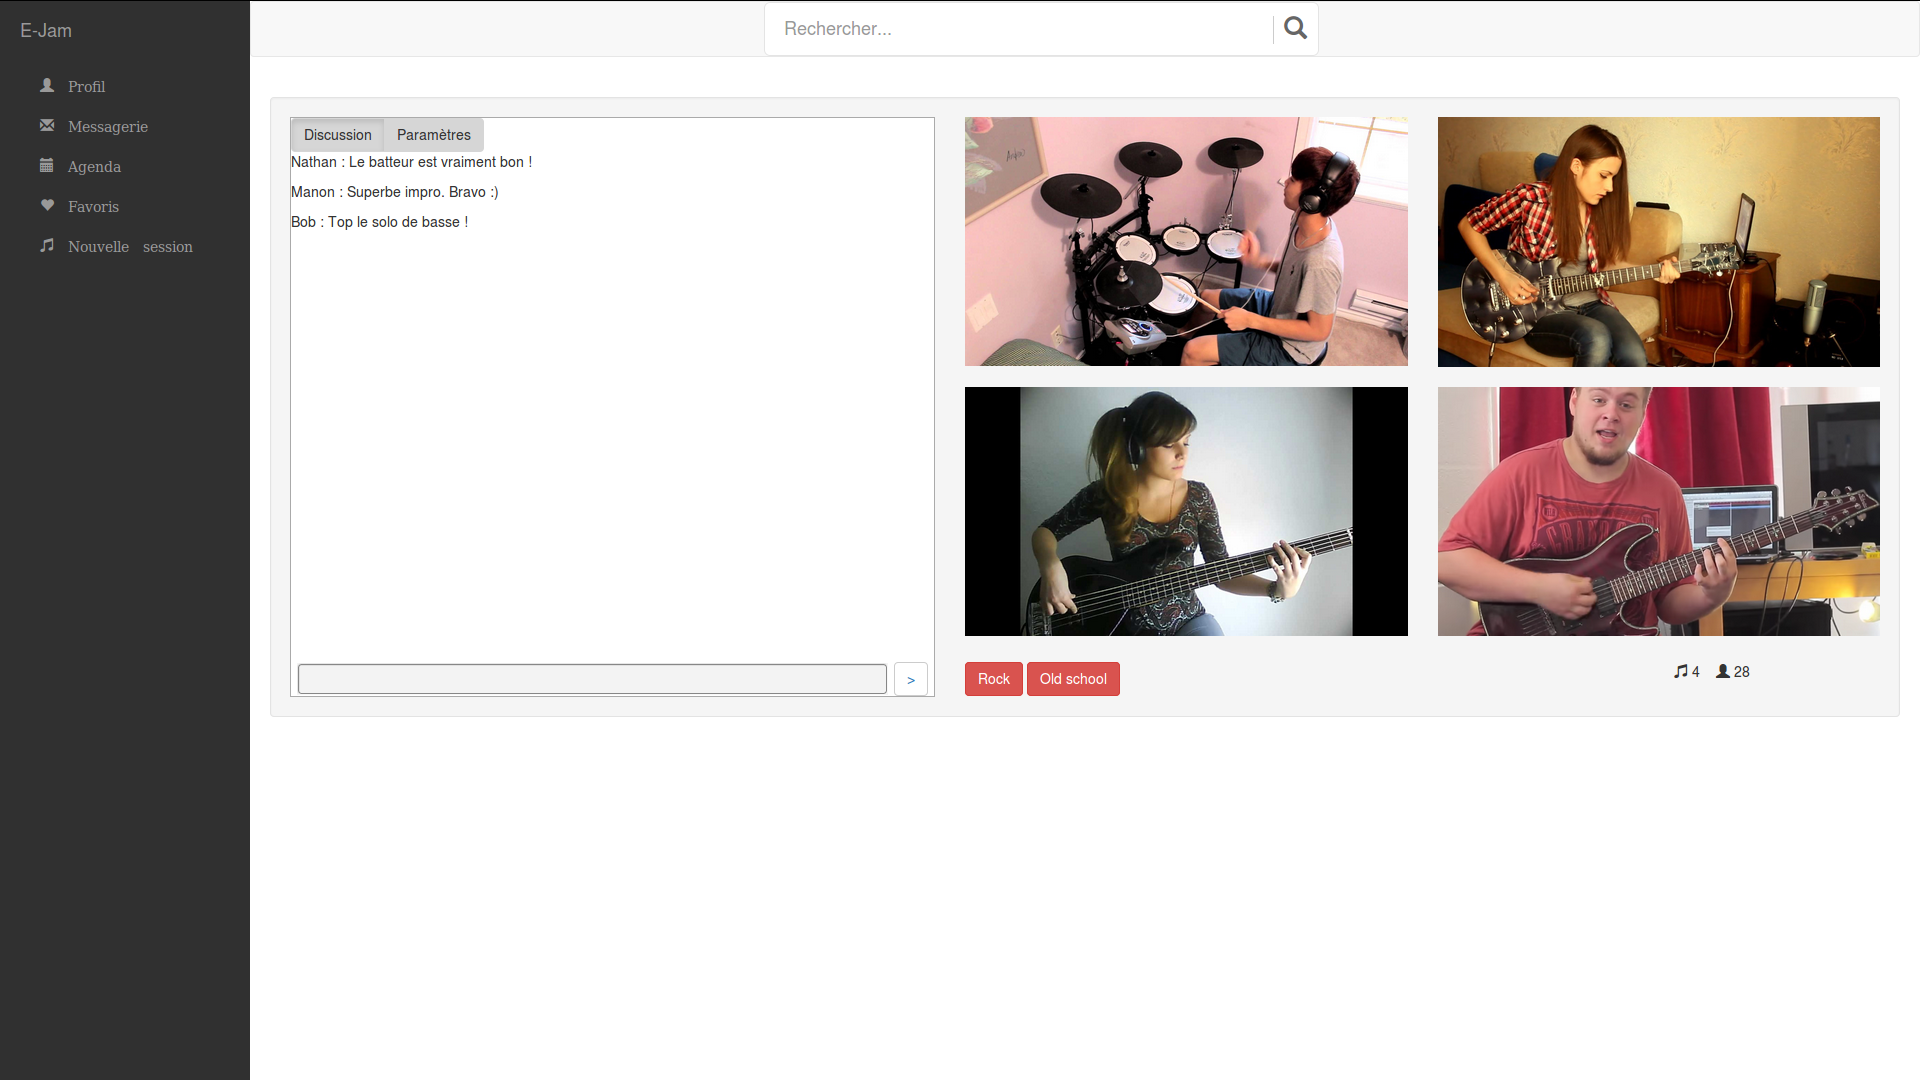 E-Jam
Rechercher...
Profil
Messagerie
Agenda
Favoris
Nouvelle session
Discussion Paramètres
Nathan : Le batteur est vraiment bon !
Manon : Superbe impro. Bravo :)
Bob : Top le solo de basse !
>
Rock Old school
4 28